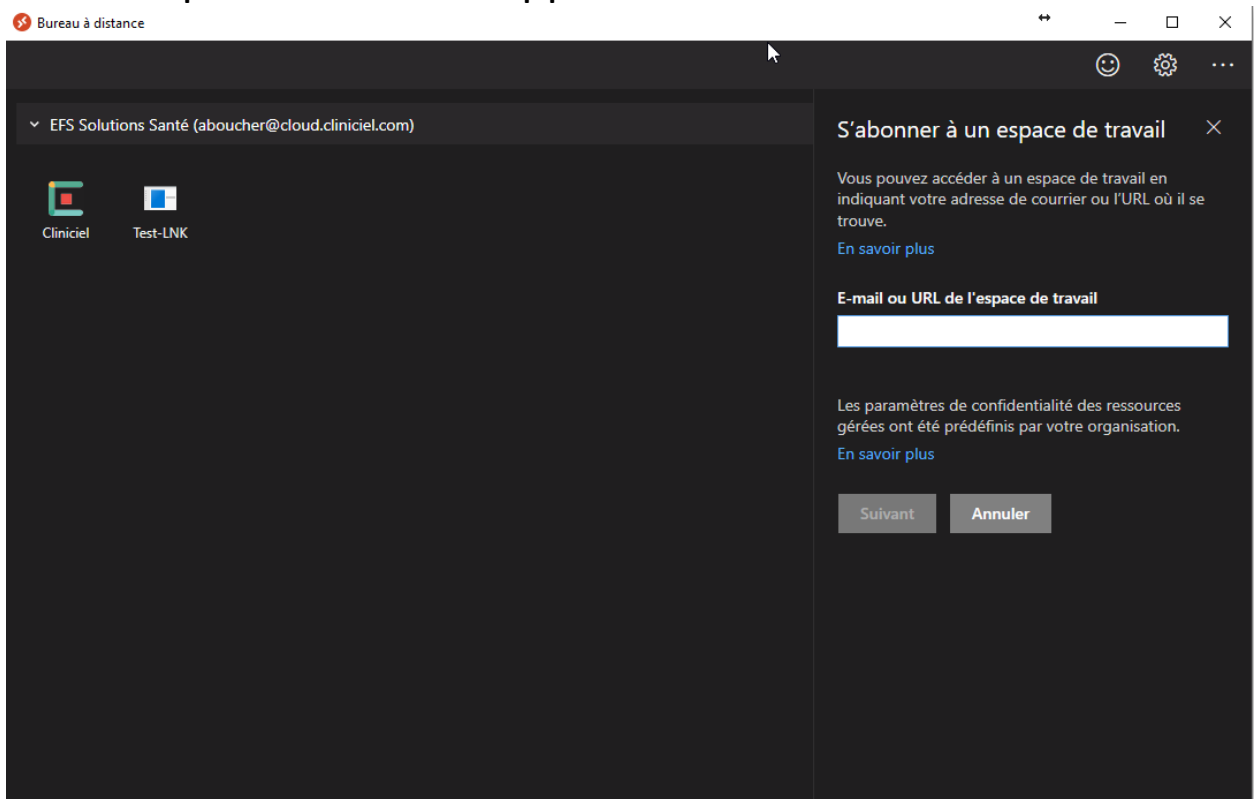 Bureau à distance
EFS Solutions Santé (aboucher@cloud.cliniciel.com)
Cliniciel
Test-LNK
S'abonner à un espace de travail
Vous pouvez accéder à un espace de travail en
indiquant votre adresse de courrier ou l'URL où il se
trouve.
En savoir plus
E-mail ou URL de l'espace de travail
Les paramètres de confidentialité des ressources
gérées ont été prédéfinis par votre organisation.
En savoir plus
Suivant
Annuler